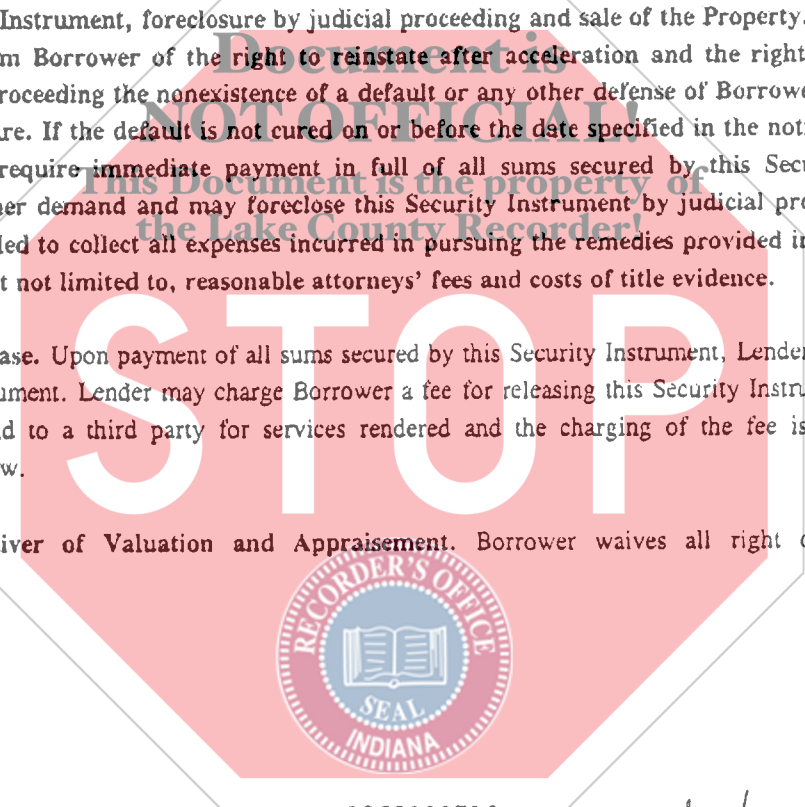 Instrument, foreclosure by judicial proceeding and sale of the Property.
m Borrower of the right to reinstate after acceleration and the right
Document is
roceeding the nonexistence of a default or any other defense of Borrowe
NOT OFFICIAL!
re. If the default is not cured on or before the date specified in the noti
require immediate payment in full of all sums secured by this Secu
This Document is the property of
er demand and may foreclose this Security Instrument by judicial pro
the Lake County Recorder!
led to collect all expenses incurred in pursuing the remedies provided in
t not limited to, reasonable attorneys' fees and costs of title evidence.
STOP
ase. Upon payment of all sums secured by this Security Instrument, Lender
ument. Lender may charge Borrower a fee for releasing this Security Instru
d to a third party for services rendered and the charging of the fee is
w.
iver of Valuation and Appraisement. Borrower waives all right o
RECORDER'S OFFICE
SEAL
INDIANA